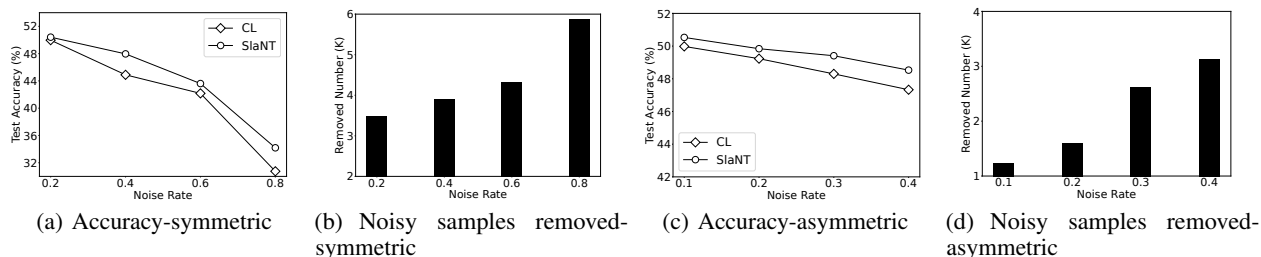 52
48
44
40
36
32
Test Accuracy (%)
CL
SlaNT
0.2 0.4 0.6 0.8
Noise Rate
(a) Accuracy-symmetric
6
5
4
3
2
Removed Number (K)
0.2 0.4 0.6 0.8
Noise Rate
(b) Noisy samples removed-
symmetric
52
50
48
46
44
42
Test Accuracy (%)
CL
SlaNT
0.1 0.2 0.3 0.4
Noise Rate
(c) Accuracy-asymmetric
4
3
2
1
Removed Number (K)
0.1 0.2 0.3 0.4
Noise Rate
(d) Noisy samples removed-
asymmetric